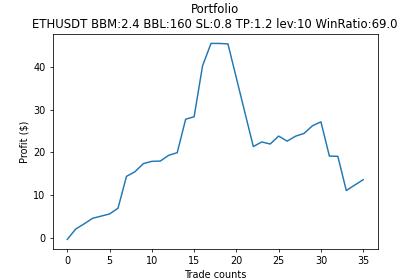 Portfolio
ETHUSDT BBM:2.4 BBL:160 SL:0.8 TP:1.2 lev:10 WinRatio:69.0
Profit ($)
40
30
20
10
0
0 5 10 15 20 25 30 35
Trade counts